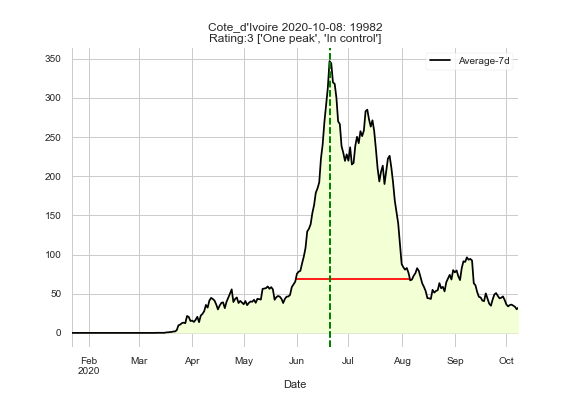 Cote_d'Ivoire 2020-10-08: 19982
Rating:3 ['One peak', 'In control']
Average-7d
350
300
250
200
150
100
50
0
Feb Mar Apr May Jun Jul Aug Sep Oct
2020
Date